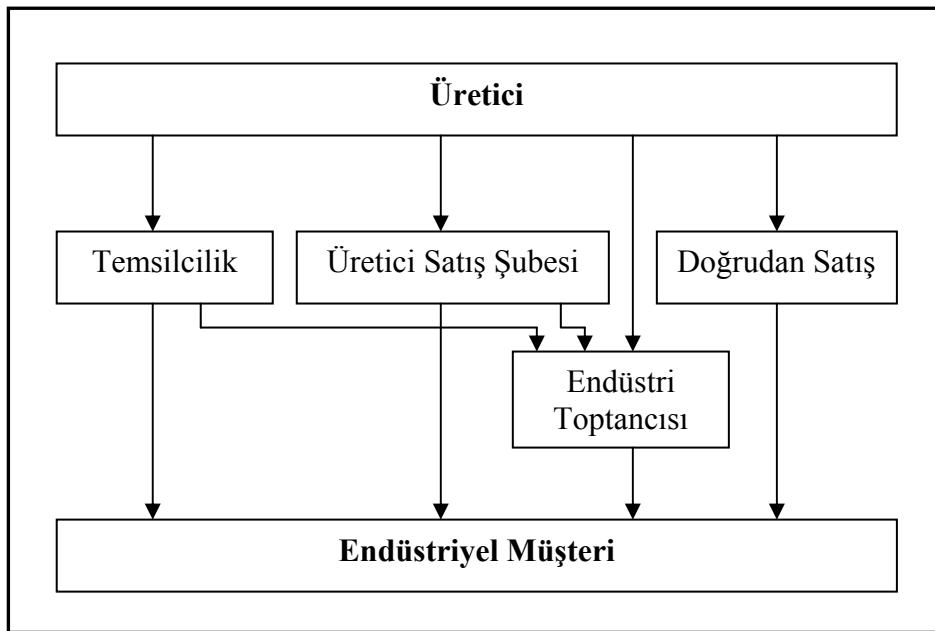 Üretici
Temsilcilik
Üretici Satış Şubesi
Doğrudan Satış
Endüstri
Toptancısı
Endüstriyel Müşteri